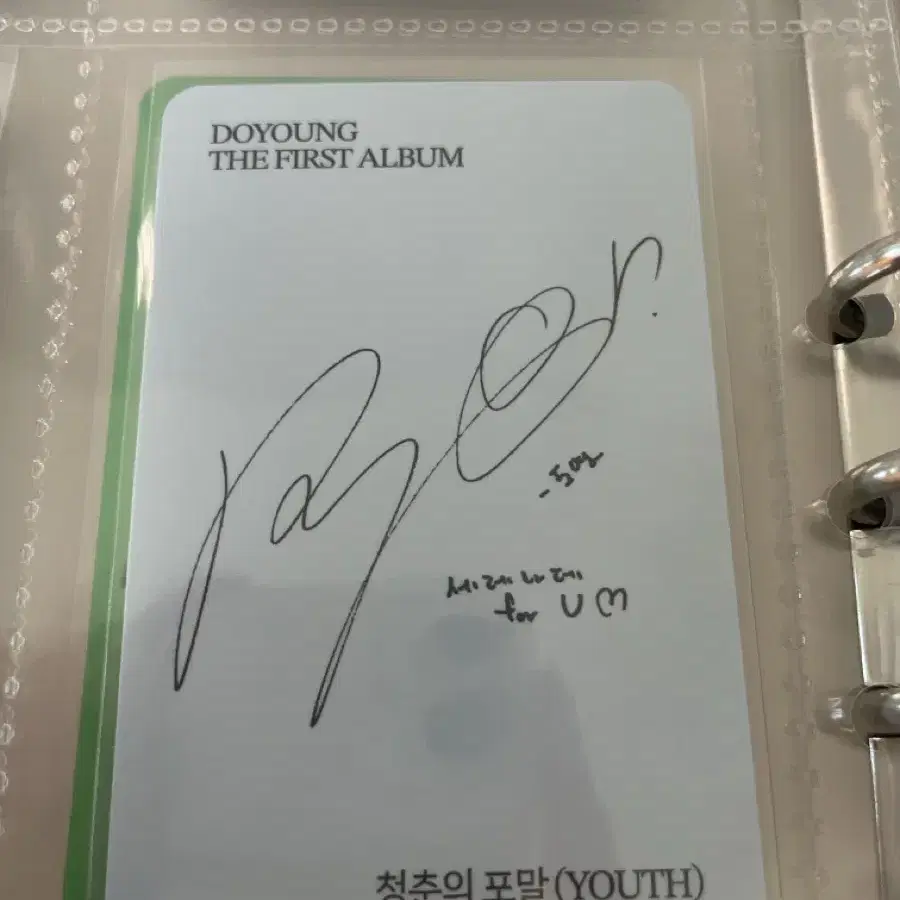 DOYOUNG
THE FIRST ALBUM
-도영
세레나데
for U ♡
청춘의 포말 (YOUTH)